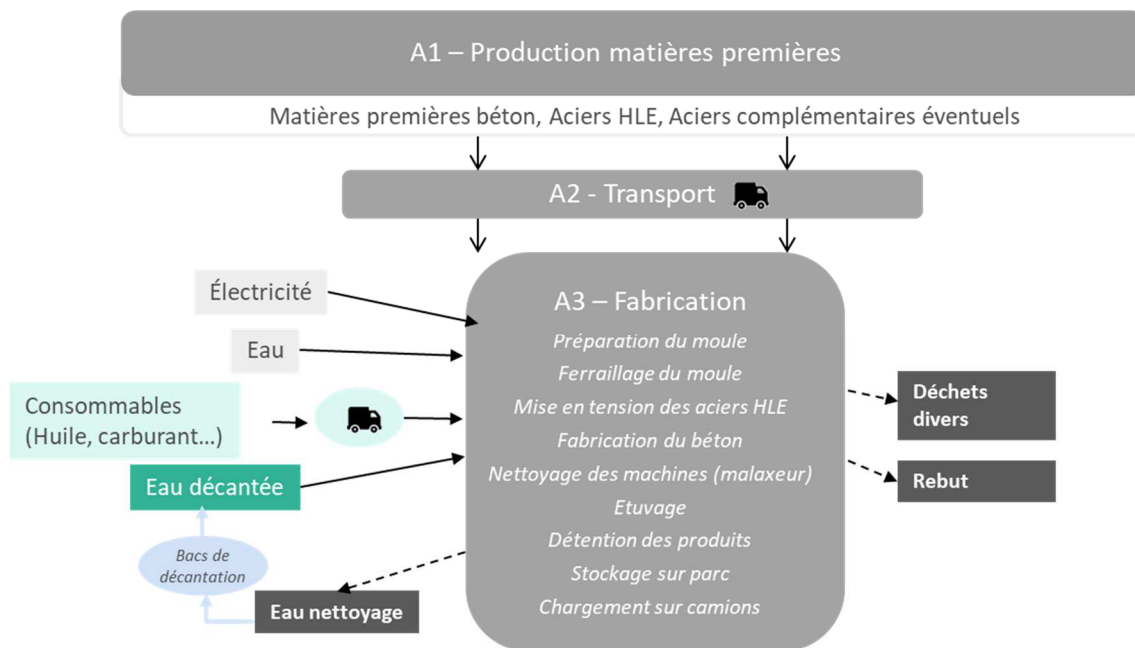 A1 – Production matières premières
Matières premières béton, Aciers HLE, Aciers complémentaires éventuels
A2 - Transport
Électricité
Eau
Consommables
(Huile, carburant...)
Eau décantée
Bacs de
décantation
Eau nettoyage
A3 – Fabrication
Préparation du moule
Ferraillage du moule
Mise en tension des aciers HLE
Fabrication du béton
Nettoyage des machines (malaxeur)
Etuvage
Détention des produits
Stockage sur parc
Chargement sur camions
Déchets
divers
Rebut